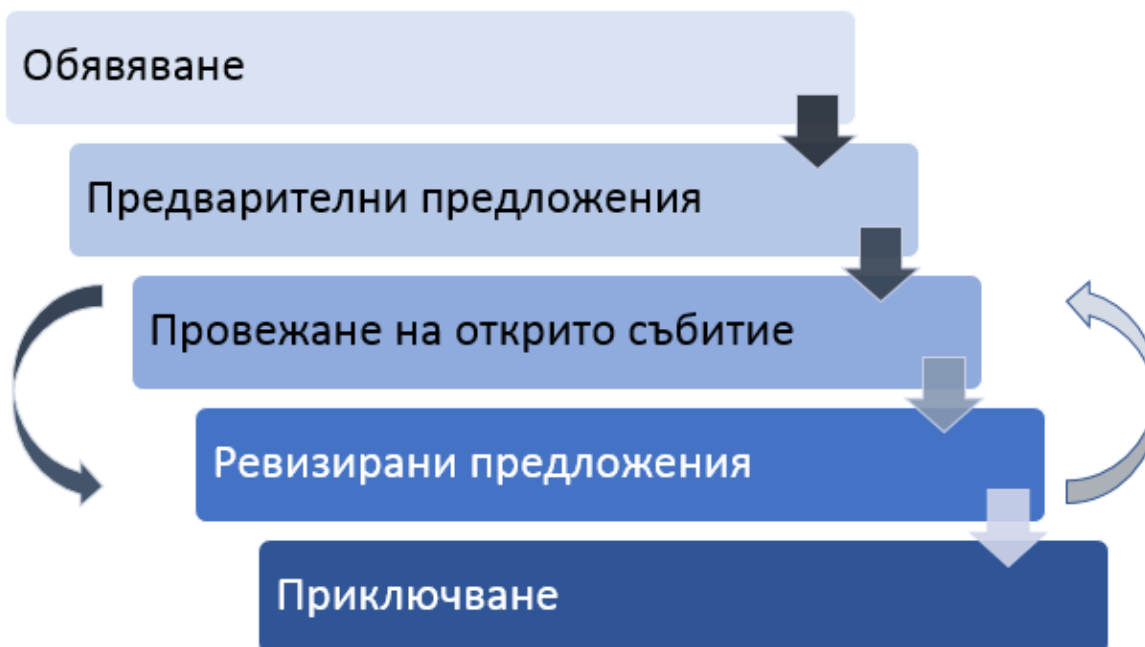 Обявяване
Предварителни предложения
Провежане на открито събитие
Ревизирани предложения
Приключване